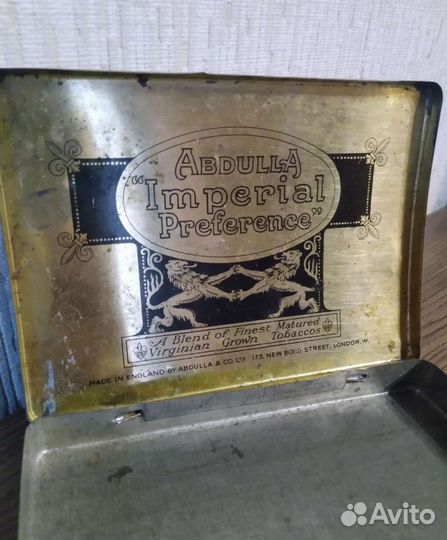 ABDULLA
"Imperial
Preference"
A Blend of Finest Matured
Virginian Grown Tobaccos
MADE IN ENGLAND BY ABDULLA & CO. LTD 173, NEW BOND STREET, LONDON, W.
Avito